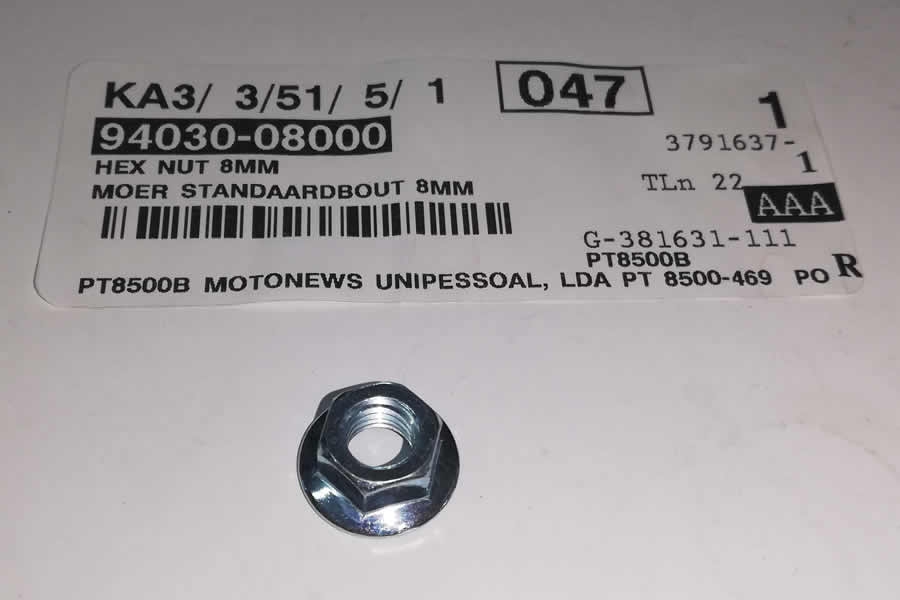 KA3/ 3/51/ 5/ 1
047
1
94030-08000
3791637-
1
HEX NUT 8MM
MOER STANDAARDBOUT 8MM
TLn 22
AAA
G-381631-111
PT8500B
R
PT8500B MOTONEWS UNIPESSOAL, LDA PT 8500-469 PO